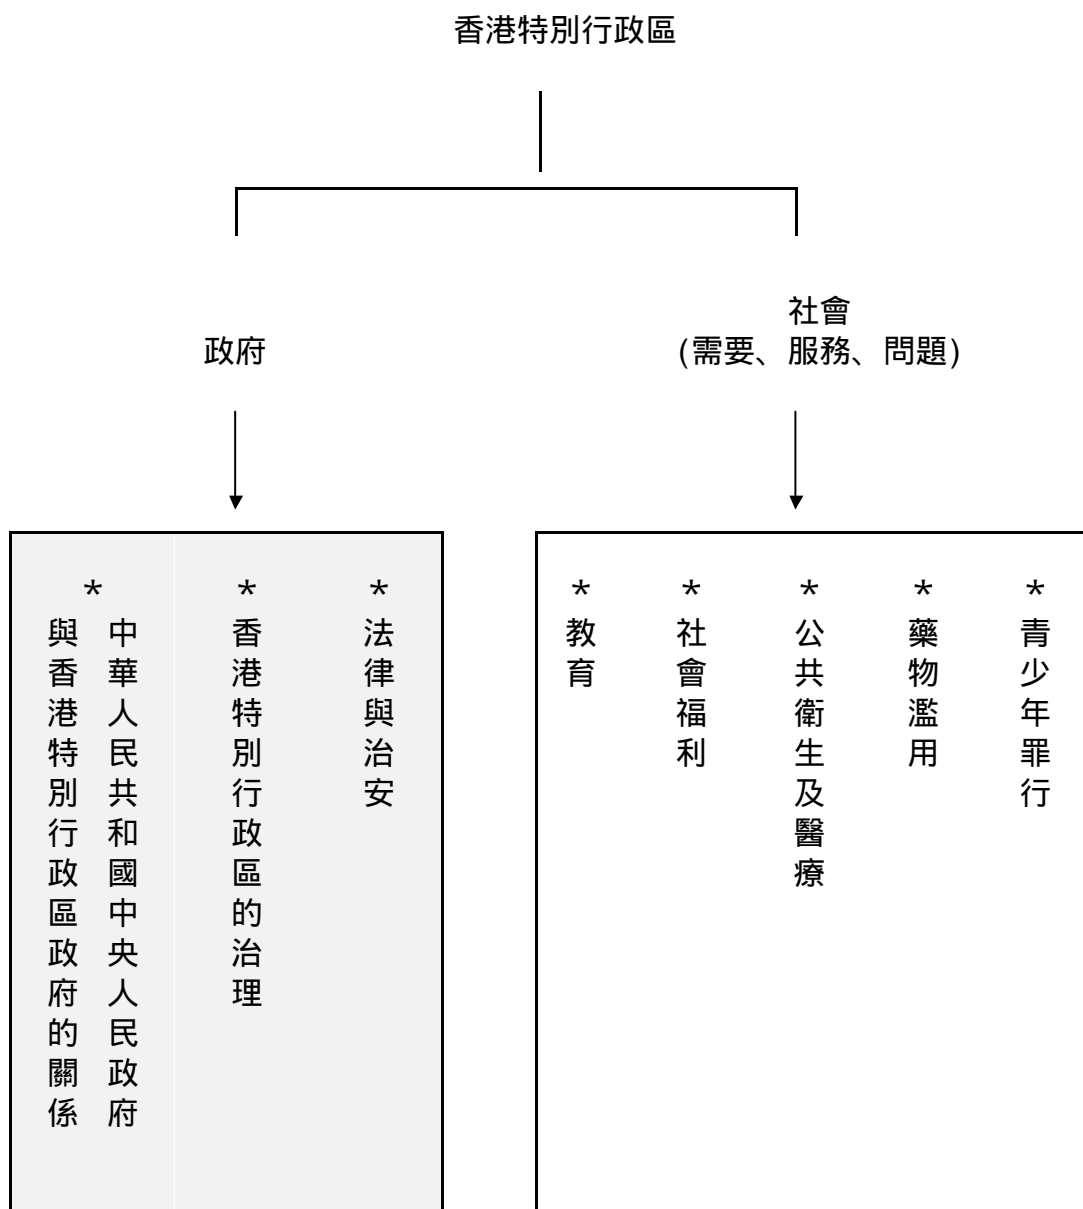 香港特別行政區
政府
社會
(需要、服務、問題)
*
中華人民共和國中央人民政府
與香港特別行政區政府的關係
*
香港特別行政區的治理
*
法律與治安
*
教育
*
社會福利
*
公共衛生及醫療
*
藥物濫用
*
青少年罪行